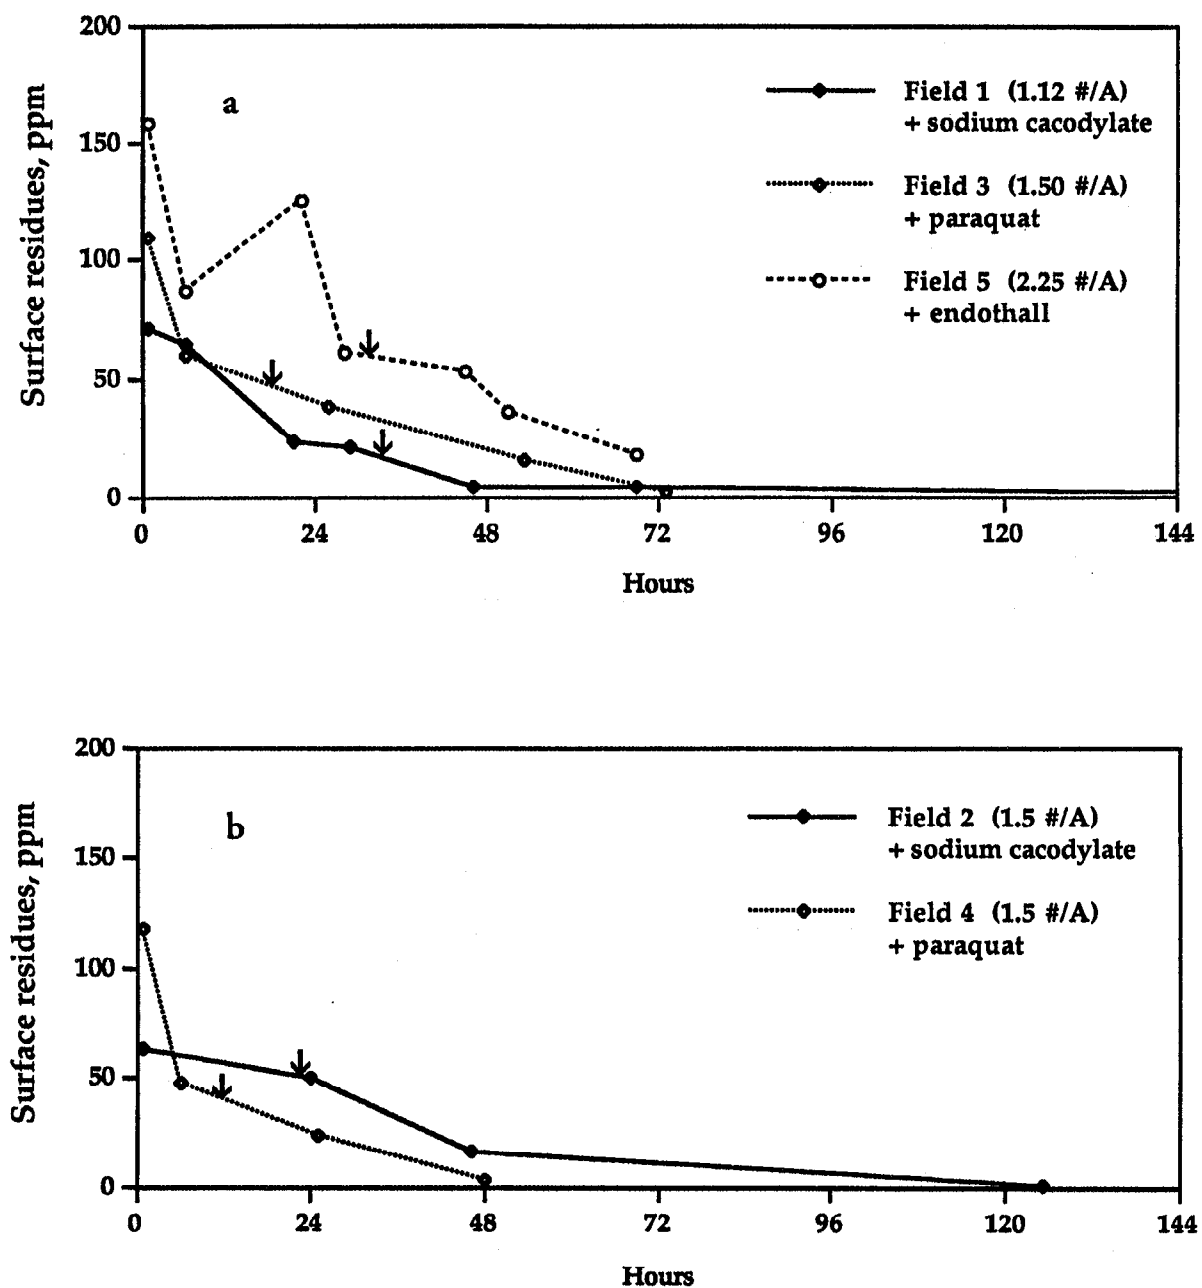 200
150
100
50
0
Surface residues, ppm
a
Field 1 (1.12 #/A)
+ sodium cacodylate
Field 3 (1.50 #/A)
+ paraquat
Field 5 (2.25 #/A)
+ endothall
0 24 48 72 96 120 144
Hours
200
150
100
50
0
Surface residues, ppm
b
Field 2 (1.5 #/A)
+ sodium cacodylate
Field 4 (1.5 #/A)
+ paraquat
0 24 48 72 96 120 144
Hours